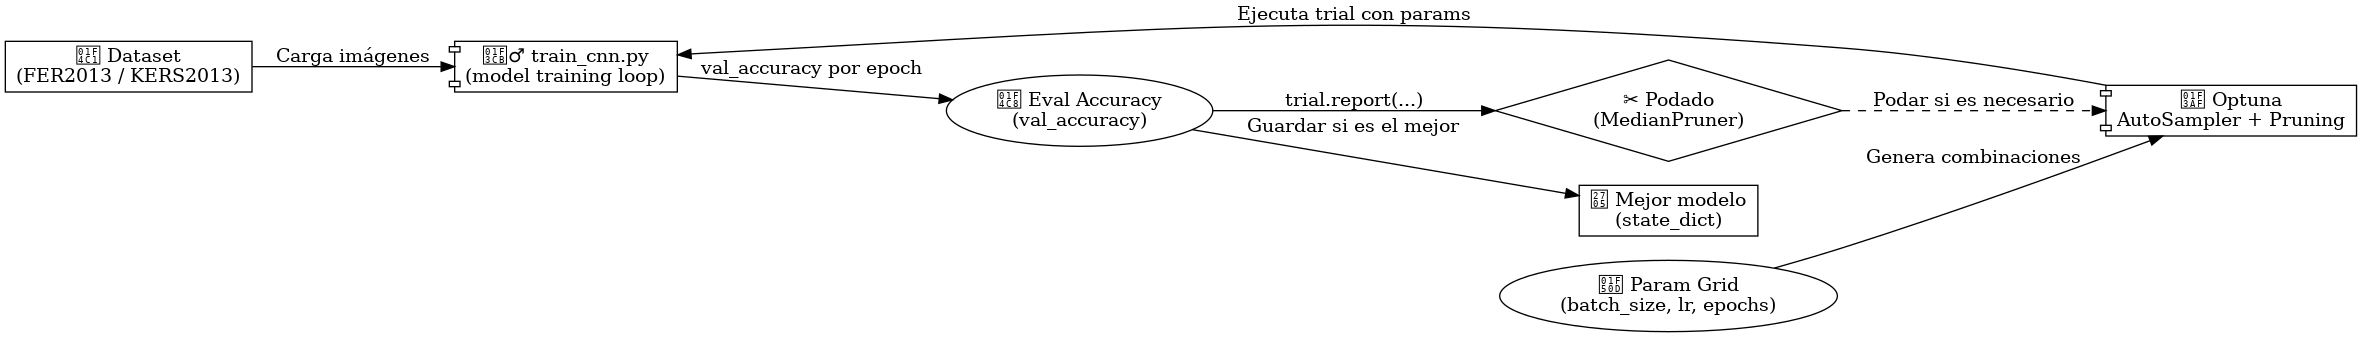 Ejecuta trial con params
Dataset
(FER2013 / KERS2013)
Carga imágenes
♂ train_cnn.py
(model training loop)
val_accuracy por epoch
Eval Accuracy
(val_accuracy)
trial.report(...)
Guardar si es el mejor
✂ Podado
(MedianPruner)
Podar si es necesario
Optuna
AutoSampler + Pruning
Genera combinaciones
Mejor modelo
(state_dict)
Param Grid
(batch_size, lr, epochs)